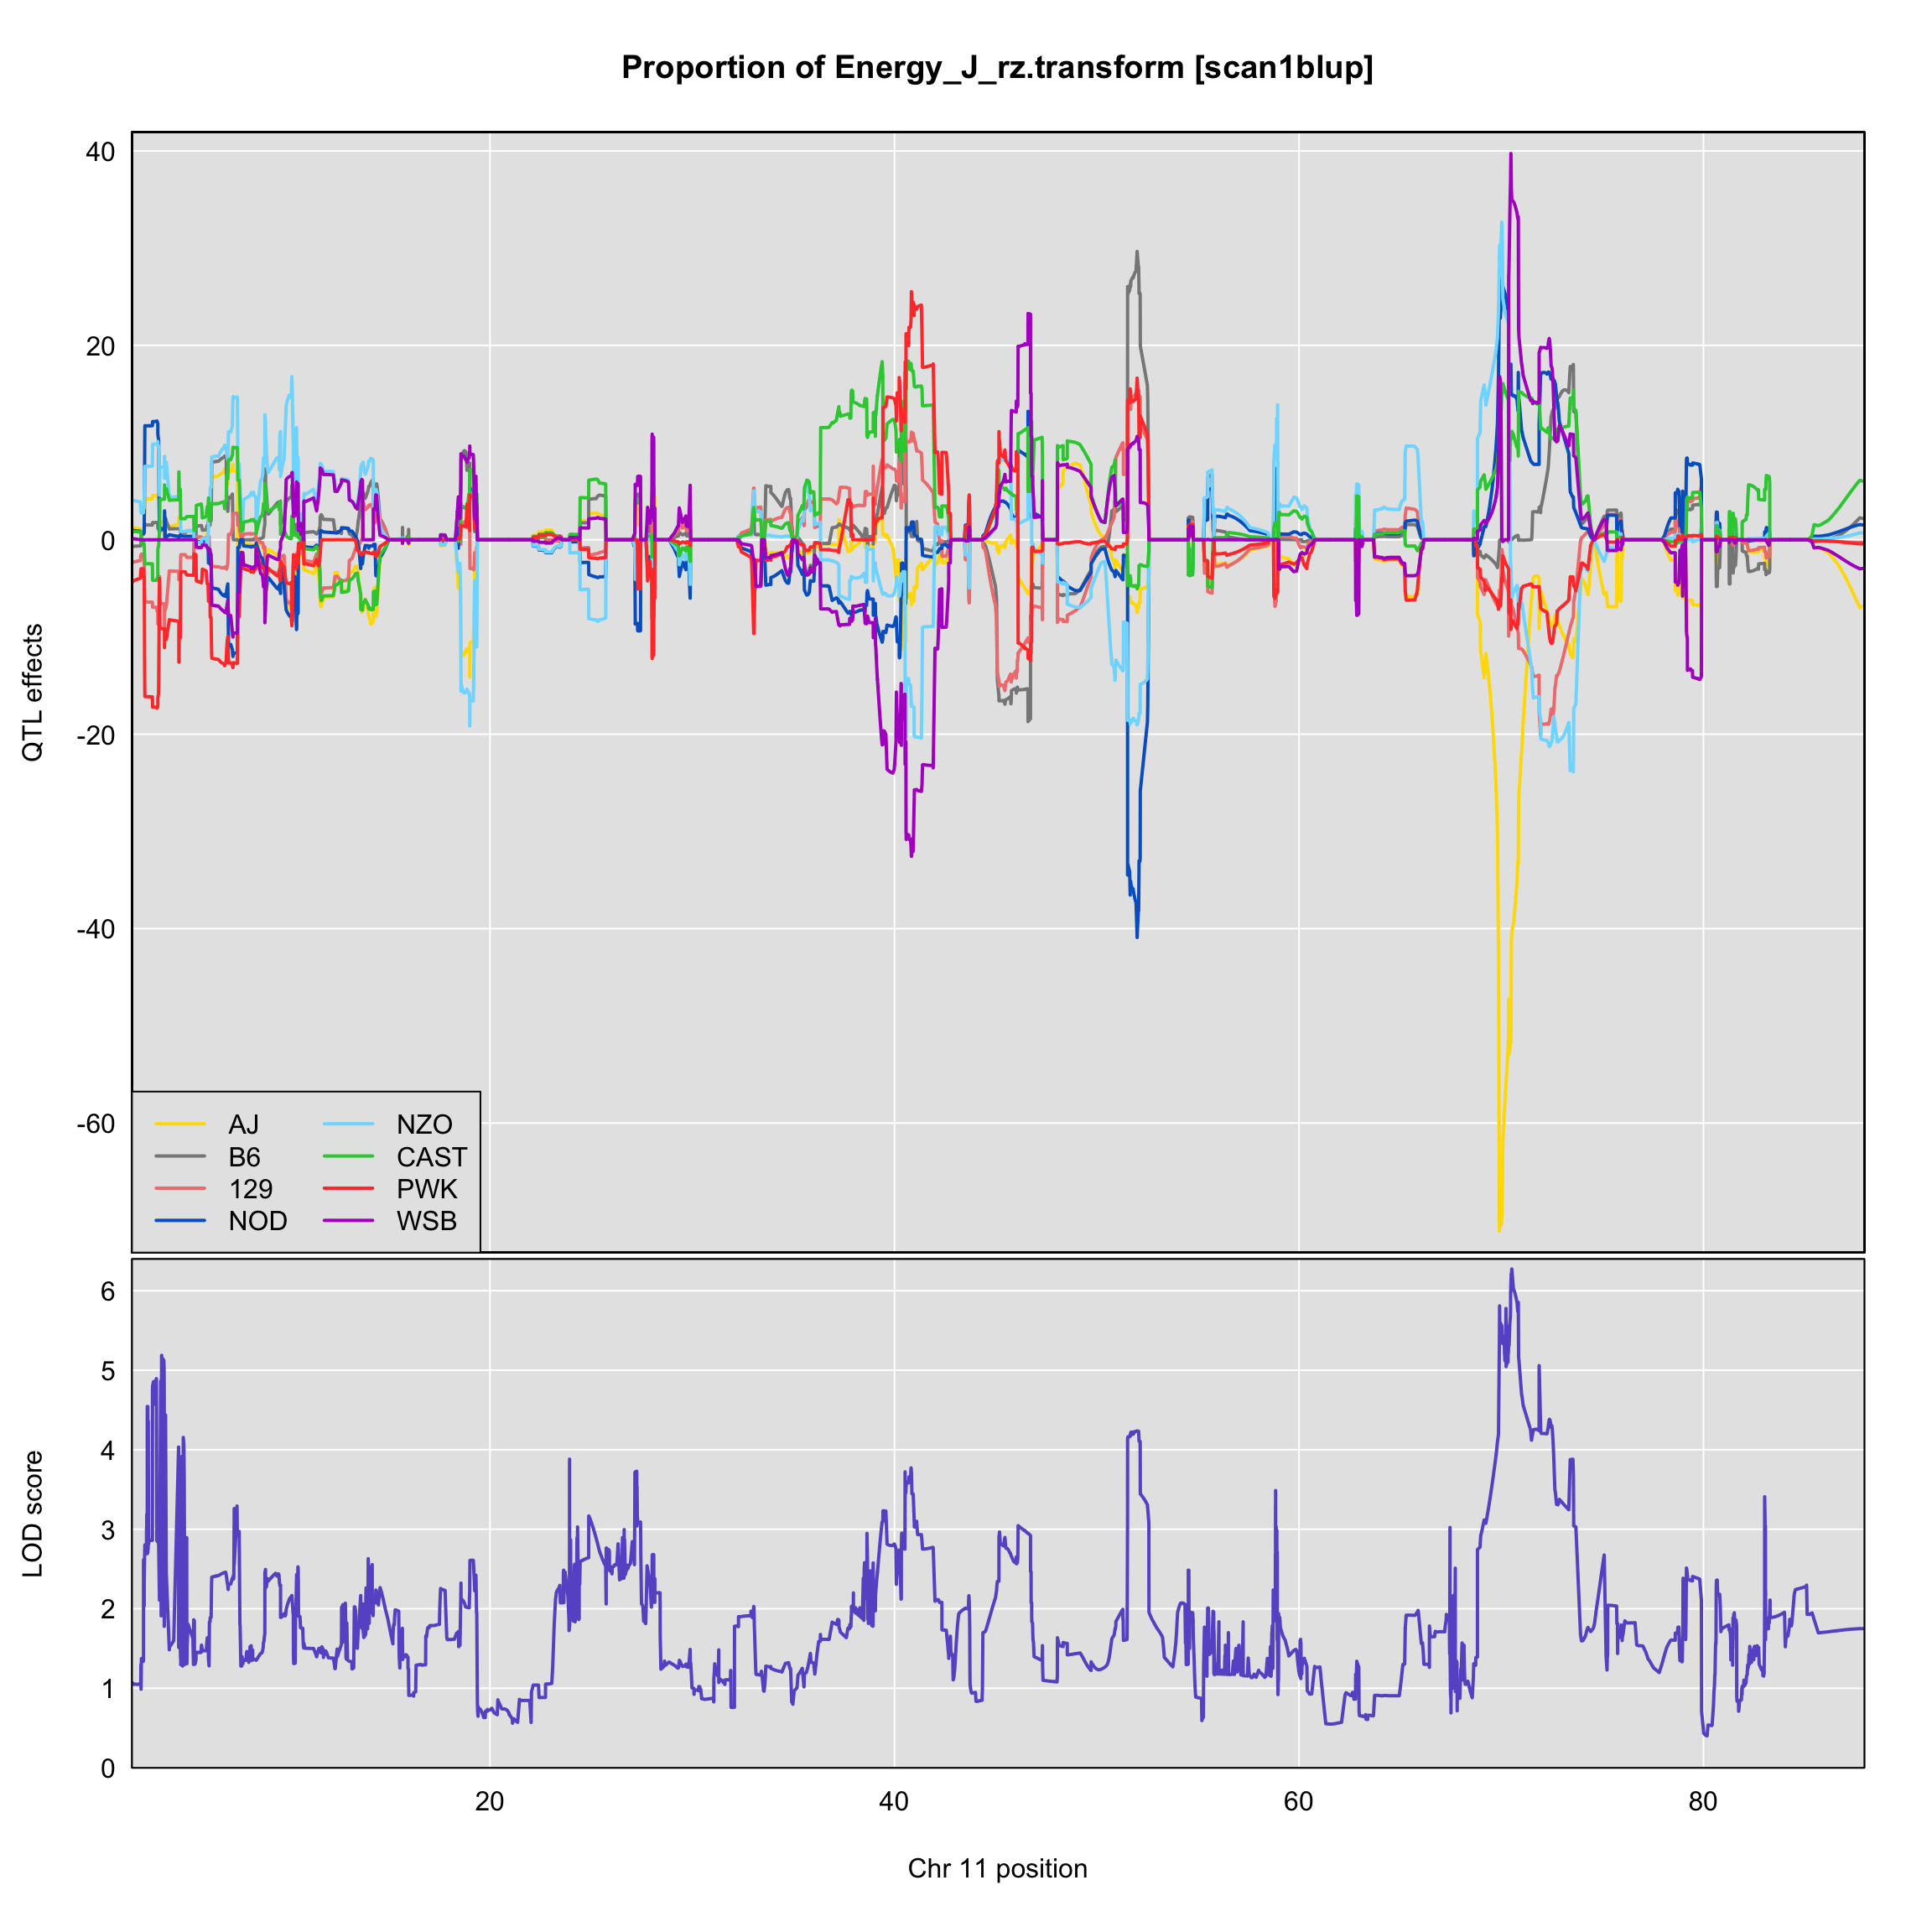 Proportion of Energy_J_rz.transform [scan1blup]
40
20
0
-20
-40
-60
QTL effects
AJ NZO
B6 CAST
129 PWK
NOD WSB
6
5
4
3
2
1
0
LOD score
20 40 60 80
Chr 11 position